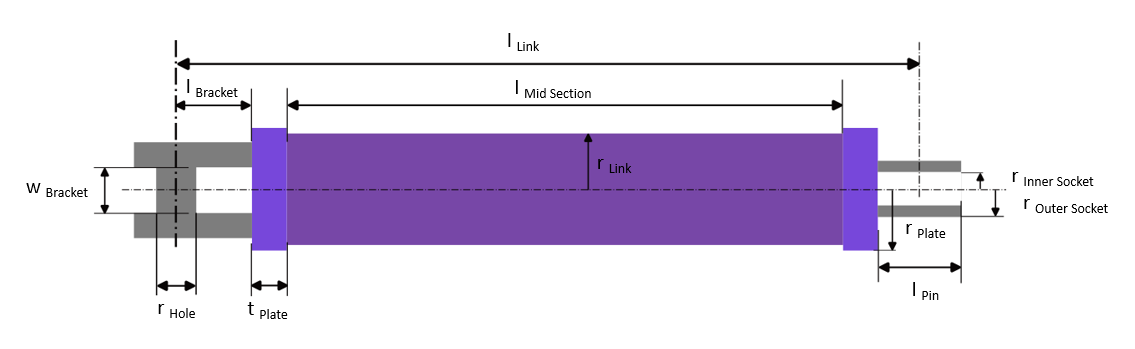 l Link
l Bracket
l Mid Section
r Link
w Bracket
r Inner Socket
r Outer Socket
r Plate
l Pin
r Hole
t Plate